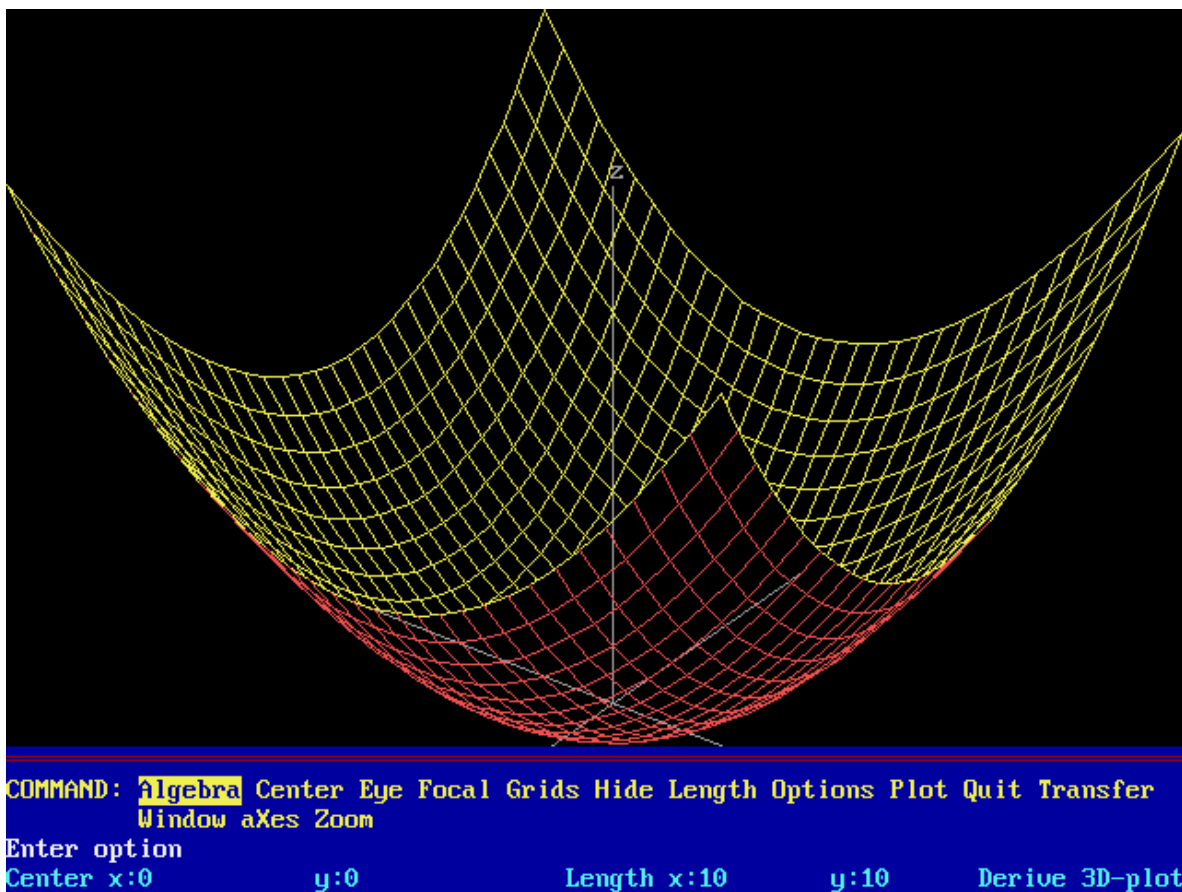 z
COMMAND: Algebra Center Eye Focal Grids Hide Length Options Plot Quit Transfer
Window aXes Zoom
Enter option
Center x:0 y:0 Length x:10 y:10 Derive 3D-plot